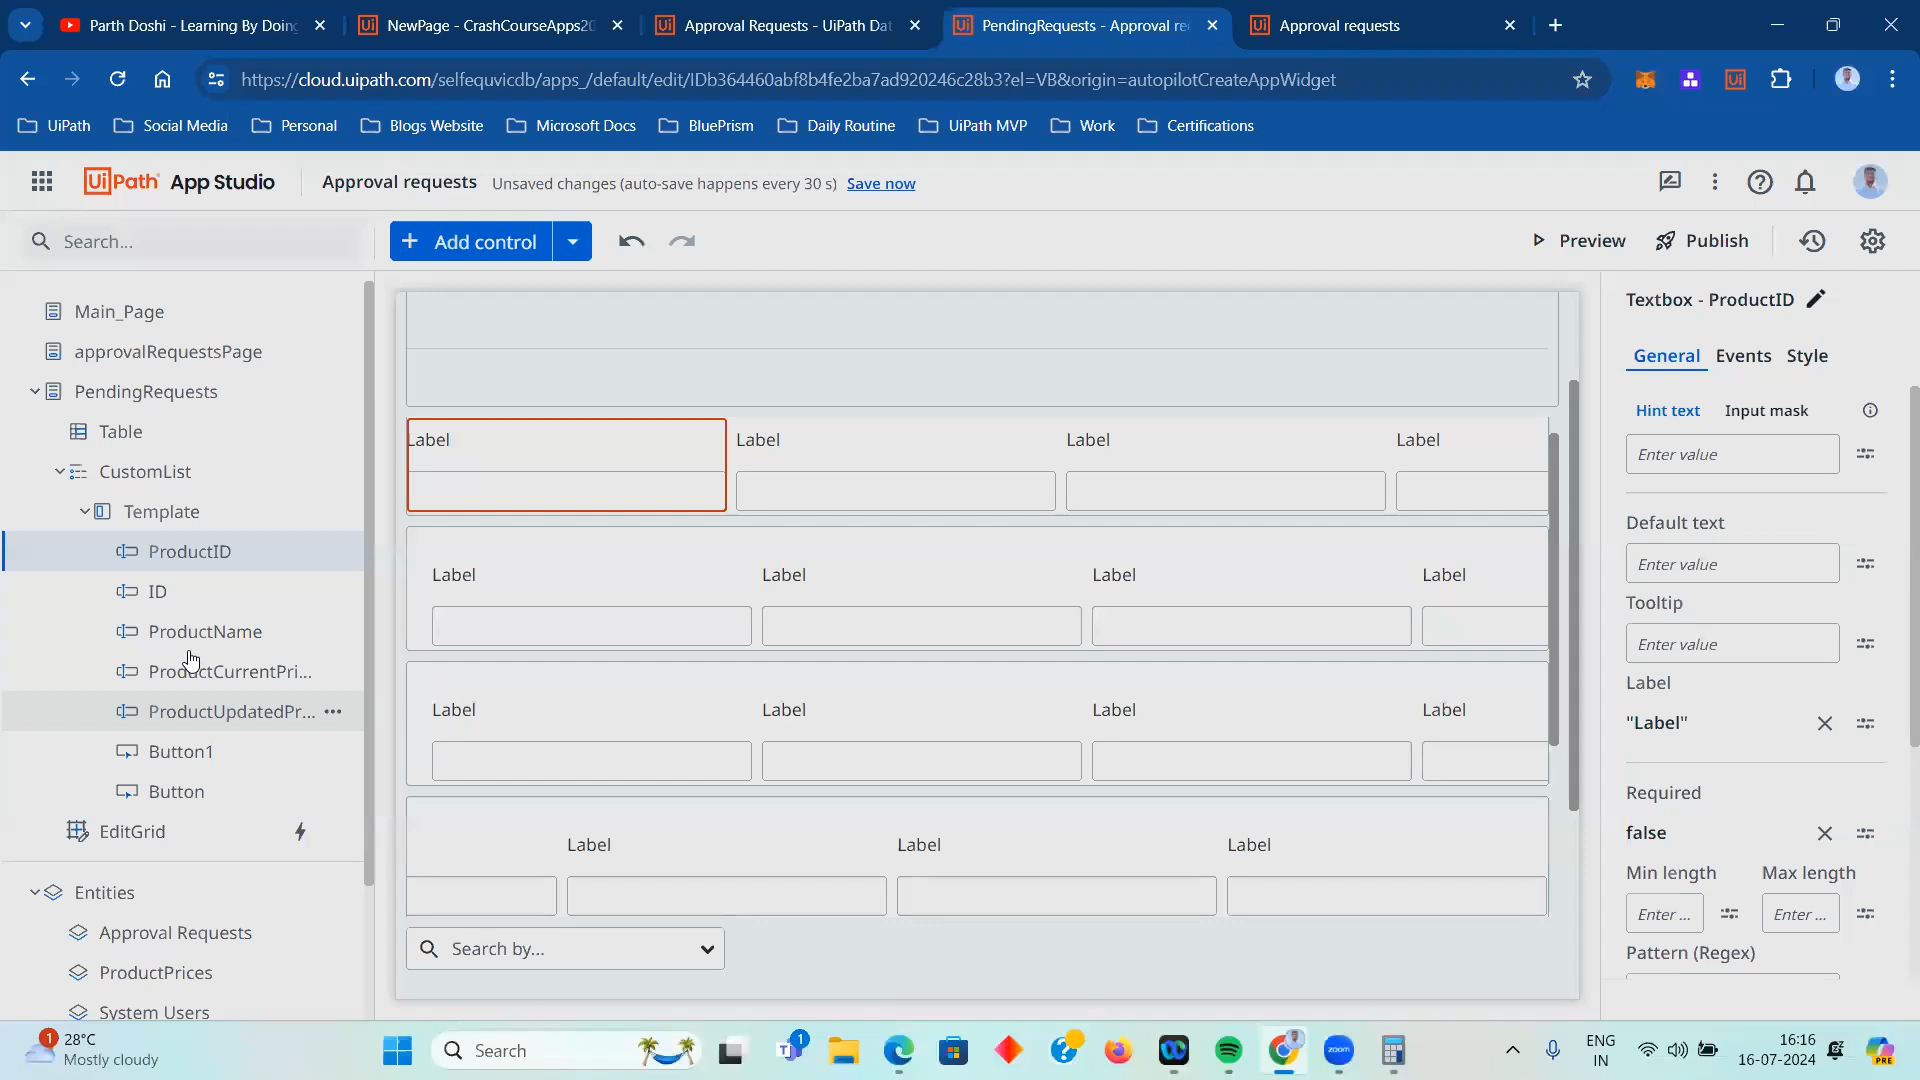 Parth Doshi - Learning By Doing
NewPage - CrashCourseApps20
Approval Requests - UiPath Dat
PendingRequests - Approval re
Approval requests
https://cloud.uipath.com/selfequvicdb/apps_/default/edit/IDb364460abf8b4fe2ba7ad920246c28b3?el=VB&origin=autopilotCreateAppWidget
UiPath
Social Media
Personal
Blogs Website
Microsoft Docs
BluePrism
Daily Routine
UiPath MVP
Work
Certifications
UiPath App Studio
Approval requests
Unsaved changes (auto-save happens every 30 s) Save now
Search...
Add control
Preview
Publish
Main_Page
approvalRequestsPage
PendingRequests
Table
CustomList
Template
ProductID
ID
ProductName
ProductCurrentPri...
ProductUpdatedPr...
Button1
Button
EditGrid
Entities
Approval Requests
ProductPrices
System Users
Label Label Label Label
Label Label Label Label
Label Label Label Label
Label Label Label
Search by...
Textbox - ProductID
General Events Style
Hint text Input mask
Enter value
Default text
Enter value
Tooltip
Enter value
Label
"Label"
Required
false
Min length Max length
Enter ... Enter ...
Pattern (Regex)
1
28°C
Mostly cloudy
Search
1
zoom
ENG
IN
16:16
16-07-2024
PRE